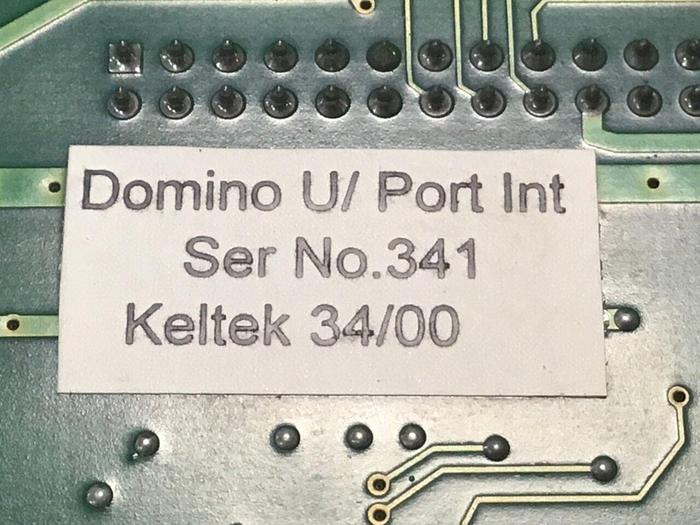 Domino U/ Port Int
Ser No.341
Keltek 34/00